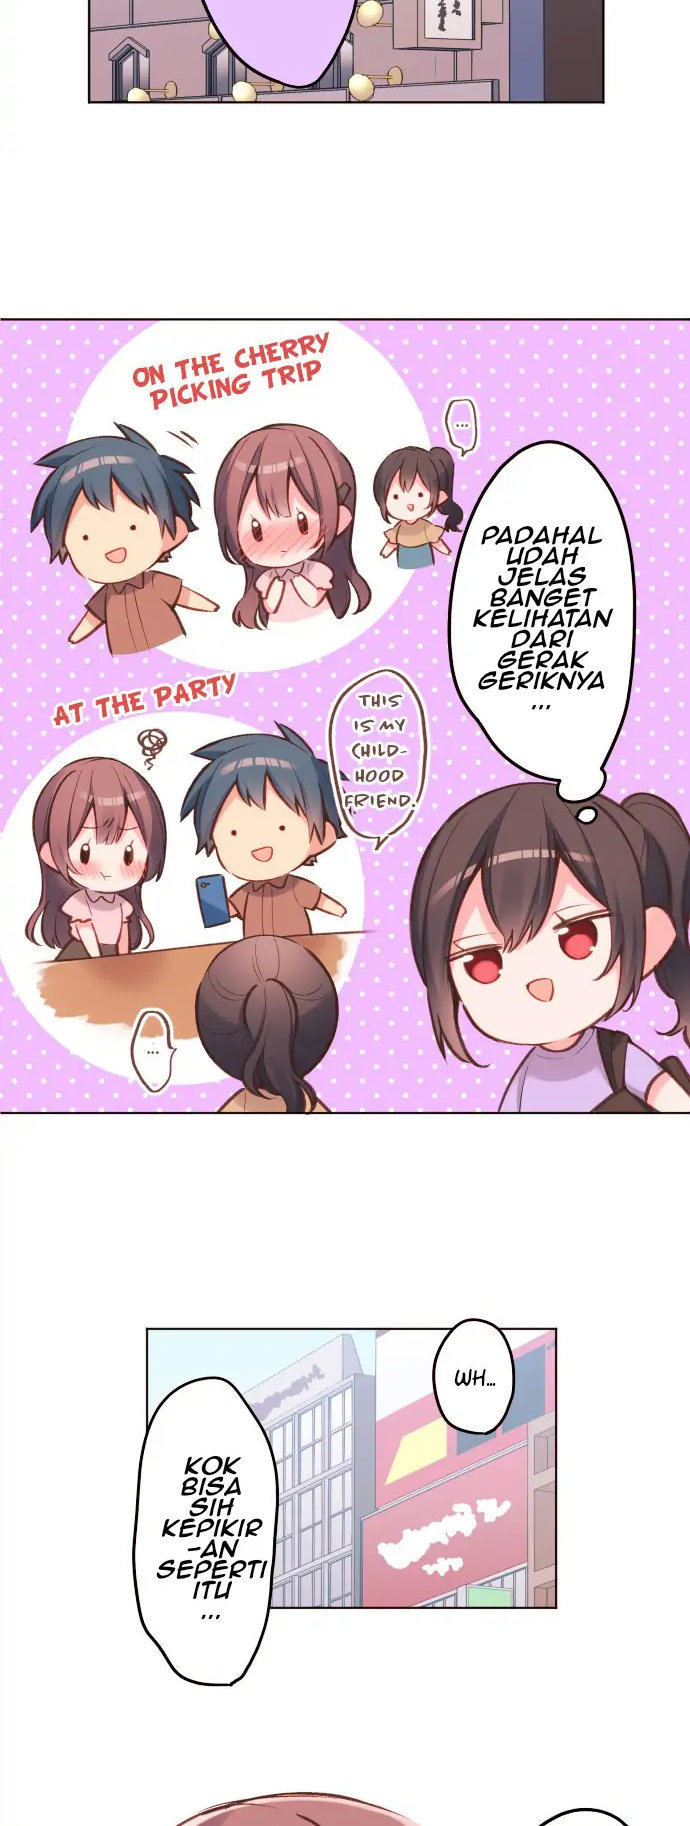 ON THE CHERRY
PICKING TRIP
...
PADAHAL
UDAH
JELAS
BANGET
KELIHATAN
DARI
GERAK
GERIKNYA
...
AT THE PARTY
THIS
IS MY
CHILD-
HOOD
FRIEND.
...
WH...
KOK
BISA
SIH
KEPIKIR
-AN
SEPERTI
ITU
...